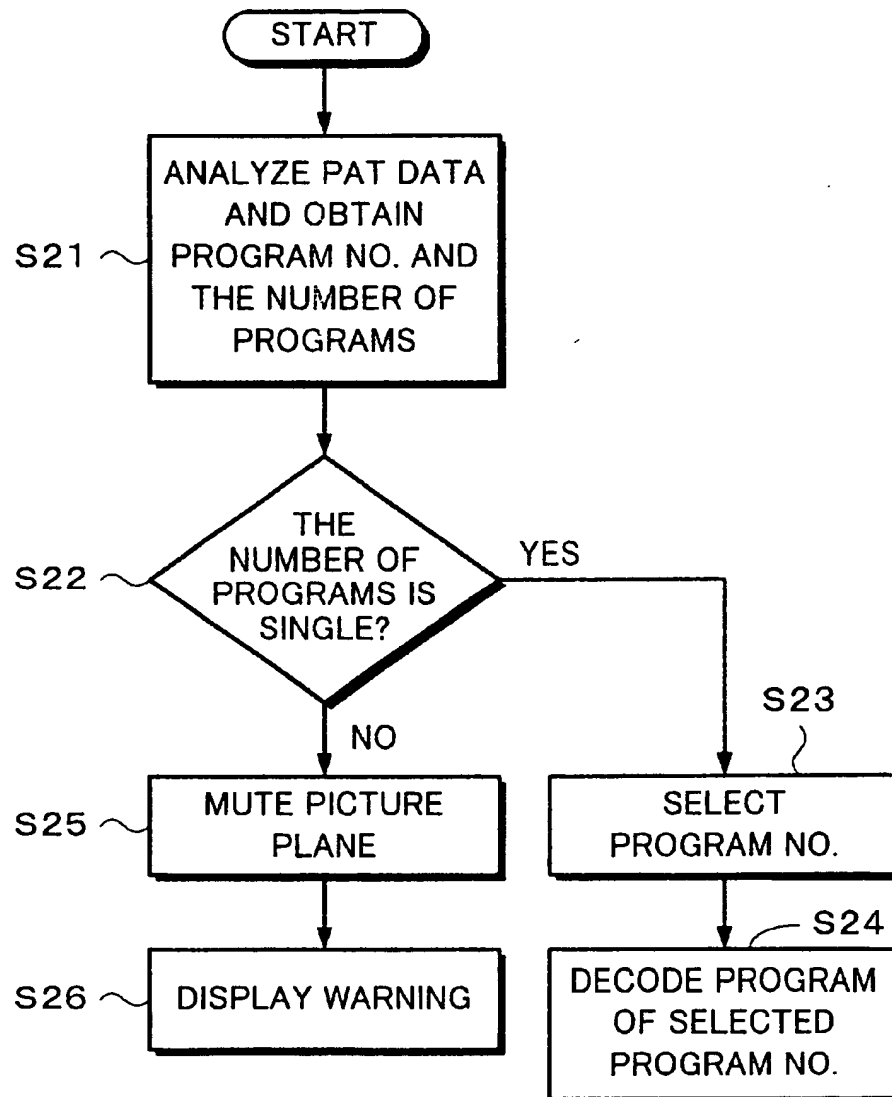 START
S21
ANALYZE PAT DATA
AND OBTAIN
PROGRAM NO. AND
THE NUMBER OF
PROGRAMS
S22
THE
NUMBER OF
PROGRAMS IS
SINGLE?
YES
NO
S23
SELECT
PROGRAM NO.
S24
DECODE PROGRAM
OF SELECTED
PROGRAM NO.
S25
MUTE PICTURE
PLANE
S26
DISPLAY WARNING